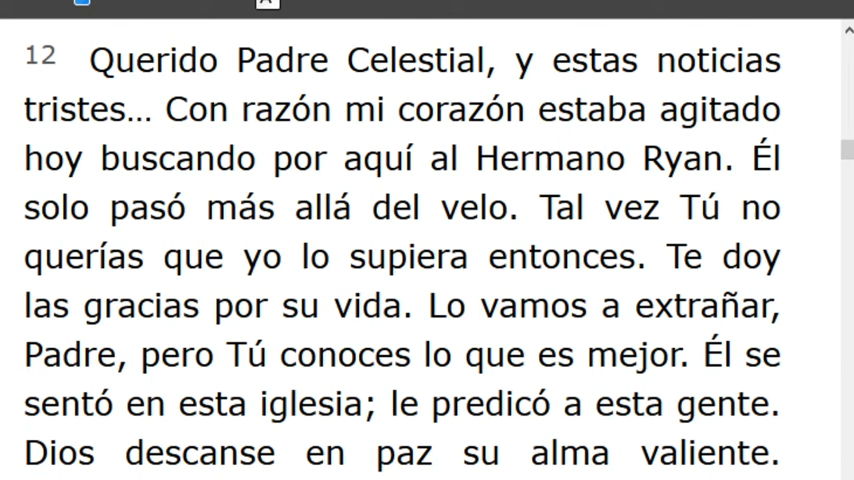 12 Querido Padre Celestial, y estas noticias
tristes... Con razón mi corazón estaba agitado
hoy buscando por aquí al Hermano Ryan. Él
solo pasó más allá del velo. Tal vez Tú no
querías que yo lo supiera entonces. Te doy
las gracias por su vida. Lo vamos a extrañar,
Padre, pero Tú conoces lo que es mejor. Él se
sentó en esta iglesia; le predicó a esta gente.
Dios descanse en paz su alma valiente.